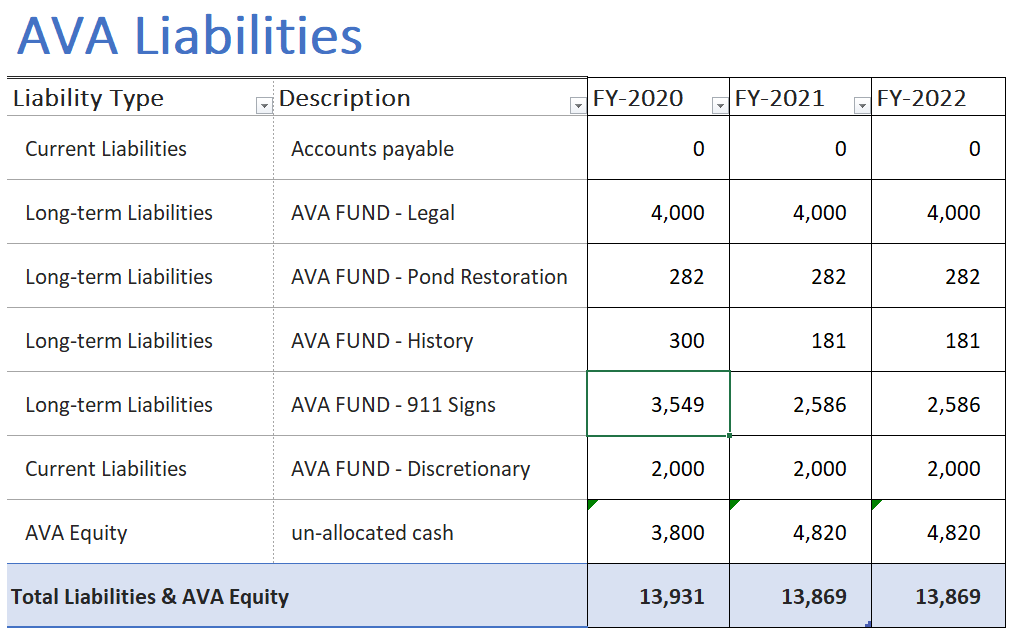 AVA Liabilities
Liability Type Description FY-2020 FY-2021 FY-2022
Current Liabilities Accounts payable 0 0 0
Long-term Liabilities AVA FUND - Legal 4,000 4,000 4,000
Long-term Liabilities AVA FUND - Pond Restoration 282 282 282
Long-term Liabilities AVA FUND - History 300 181 181
Long-term Liabilities AVA FUND - 911 Signs 3,549 2,586 2,586
Current Liabilities AVA FUND - Discretionary 2,000 2,000 2,000
AVA Equity un-allocated cash 3,800 4,820 4,820
Total Liabilities & AVA Equity 13,931 13,869 13,869